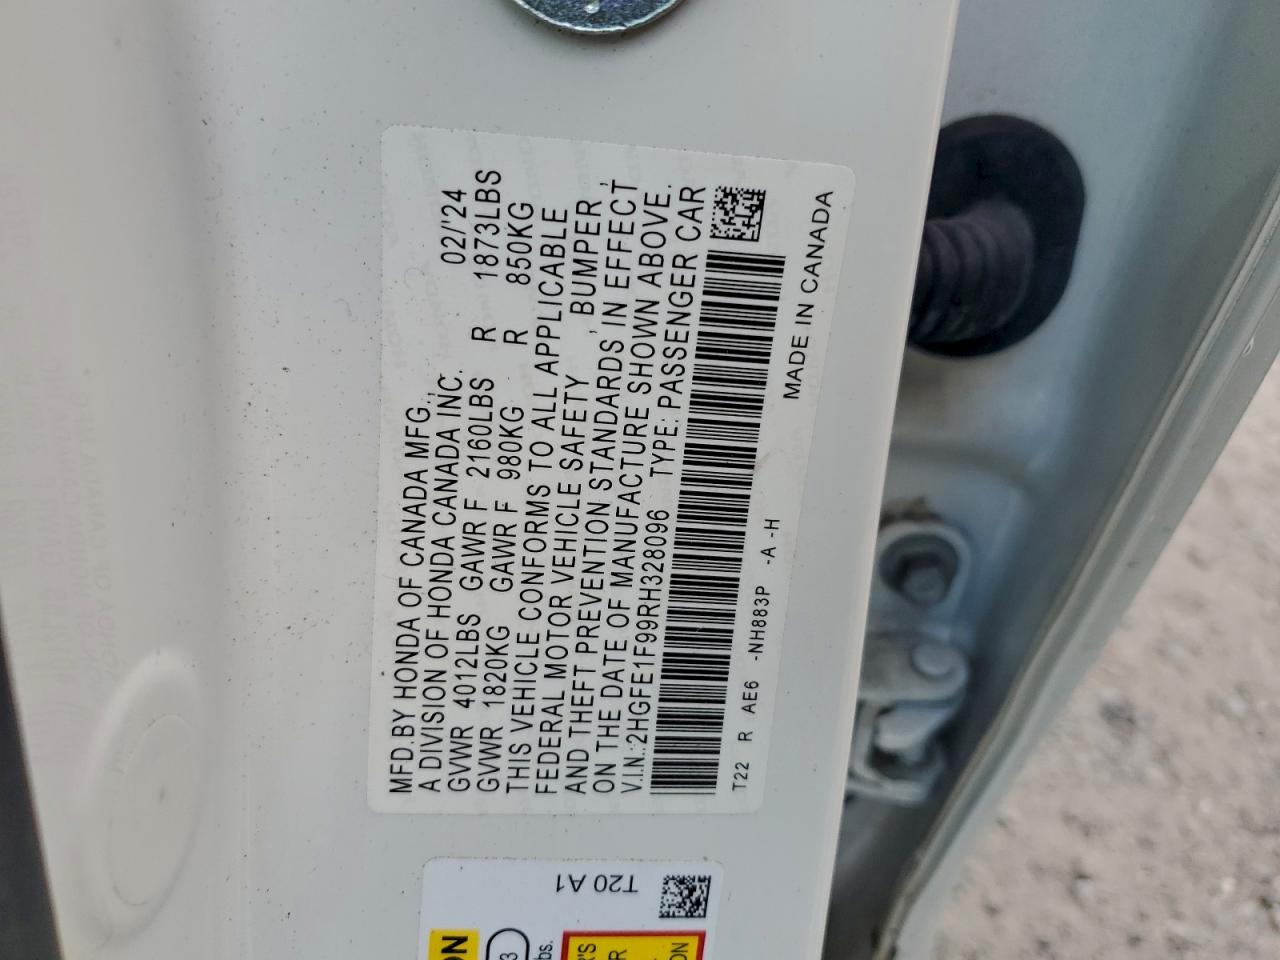 MFD.BY HONDA OF CANADA MFG.,
A DIVISION OF HONDA CANADA INC. 02/'24
GVWR 4012LBS GAWR F 2160LBS R 1873LBS
GVWR 1820KG GAWR F 980KG R 850KG
THIS VEHICLE CONFORMS TO ALL APPLICABLE
FEDERAL MOTOR VEHICLE SAFETY , BUMPER ,
AND THEFT PREVENTION STANDARDS IN EFFECT
ON THE DATE OF MANUFACTURE SHOWN ABOVE.
V.I.N.:2HGFE1F99RH328096 TYPE: PASSENGER CAR
T22 R AE6 -NH883P -A -H
MADE IN CANADA
T20 A1